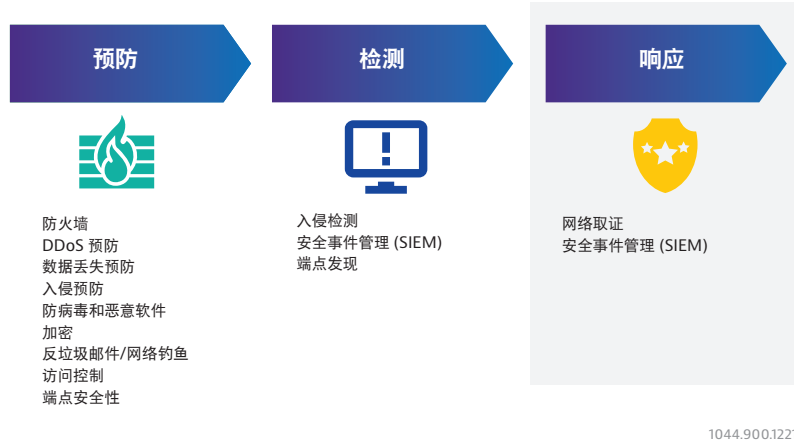 预防
检测
响应
防火墙
DDoS 预防
数据丢失预防
入侵预防
防病毒和恶意软件
加密
反垃圾邮件/网络钓鱼
访问控制
端点安全性
入侵检测
安全事件管理 (SIEM)
端点发现
网络取证
安全事件管理 (SIEM)
1044.900.1221